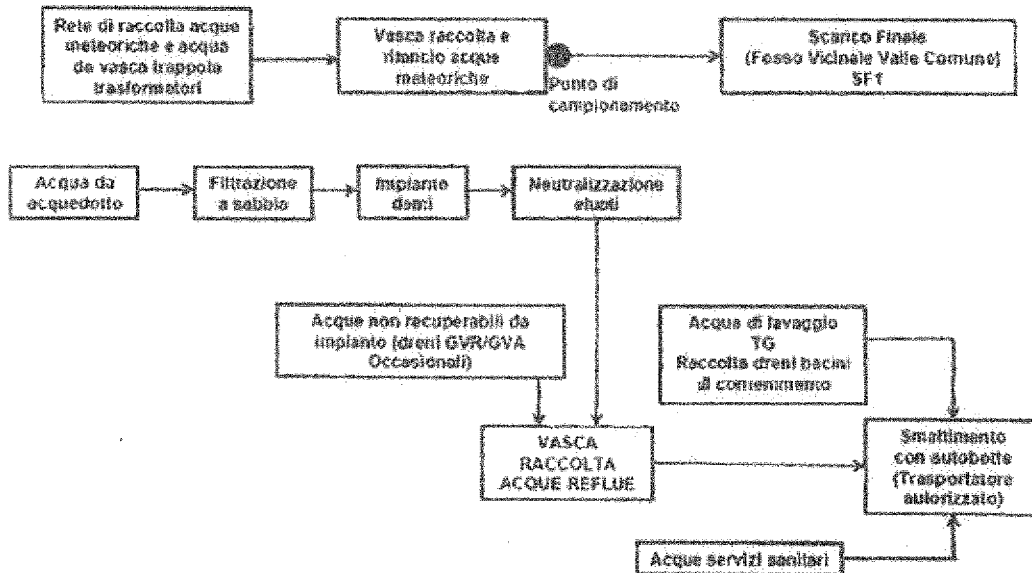 Rete di raccolta acque
meteoriche e acqua
da vasca trappola
trasformatori
Vasca raccolta e
rilancio acque
meteoriche
Punto di
campionamento
Scarico Finale
(Fosso Vicinale Valle Comune)
SF1
Acqua da
acquedotto
Filtrazione
a sabbia
Impianto
demi
Neutralizzazione
eluati
Acque non recuperabili da
impianto (dreni GVR/GVA
Occasionali)
Acqua di lavaggio
TG
Raccolta dreni bacini
di contenimento
VASCA
RACCOLTA
ACQUE REFLUE
Smaltimento
con autobotte
(Trasportatore
autorizzato)
Acque servizi sanitari